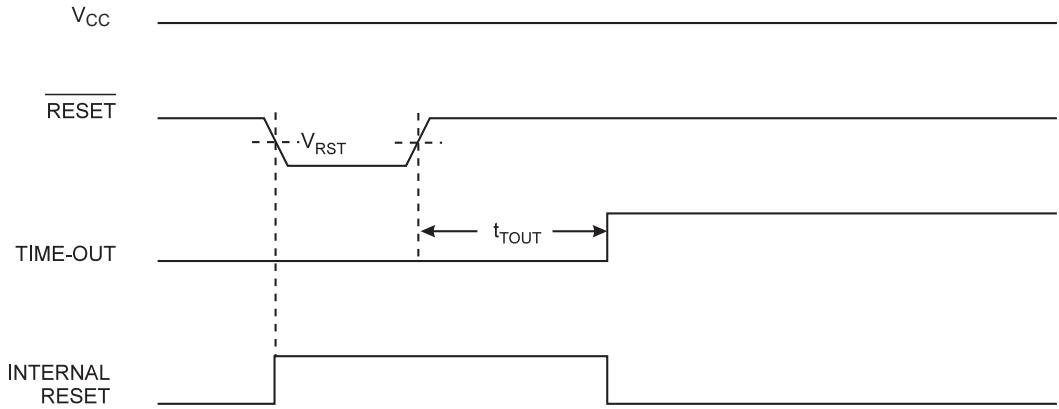 VCC
RESET
VRST
tTOUT
TIME-OUT
INTERNAL
RESET